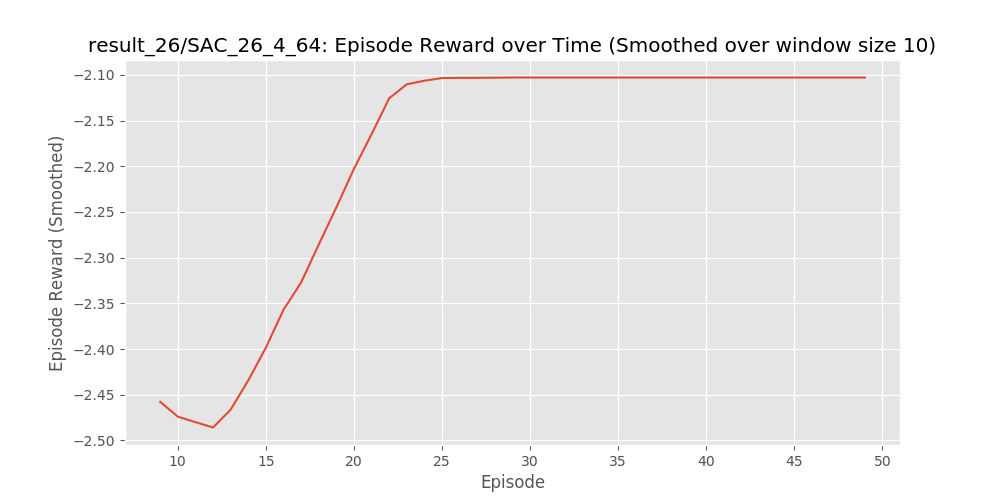 result_26/SAC_26_4_64: Episode Reward over Time (Smoothed over window size 10)
Episode Reward (Smoothed)
−2.10
−2.15
−2.20
−2.25
−2.30
−2.35
−2.40
−2.45
−2.50
10 15 20 25 30 35 40 45 50
Episode